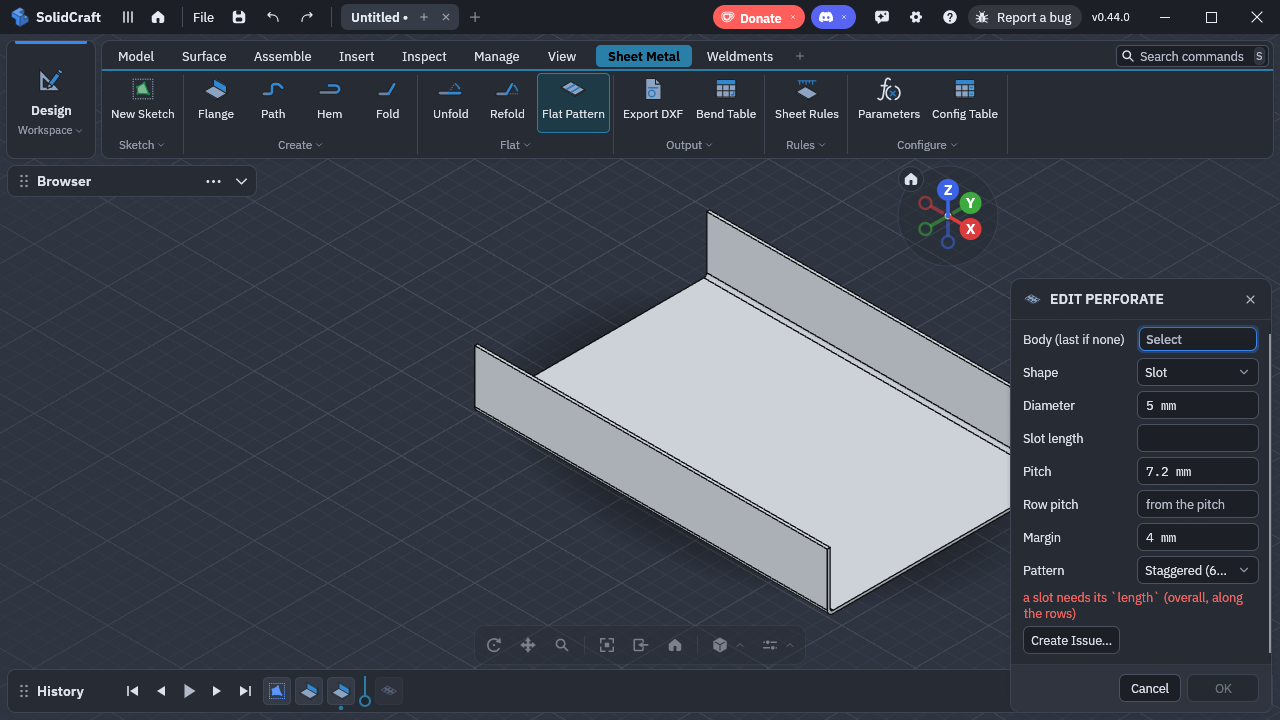 SolidCraft
File
Untitled •
Donate
Report a bug
v0.44.0
Design
Workspace
Model
Surface
Assemble
Insert
Inspect
Manage
View
Sheet Metal
Weldments
Search commands
S
New Sketch
Flange
Path
Hem
Fold
Unfold
Refold
Flat Pattern
Export DXF
Bend Table
Sheet Rules
Parameters
Config Table
Sketch
Create
Flat
Output
Rules
Configure
Browser
Z
Y
X
EDIT PERFORATE
Body (last if none)
Select
Shape
Slot
Diameter
5 mm
Slot length
Pitch
7.2 mm
Row pitch
from the pitch
Margin
4 mm
Pattern
Staggered (6...
a slot needs its `length` (overall, along
the rows)
Create Issue...
Cancel
OK
History